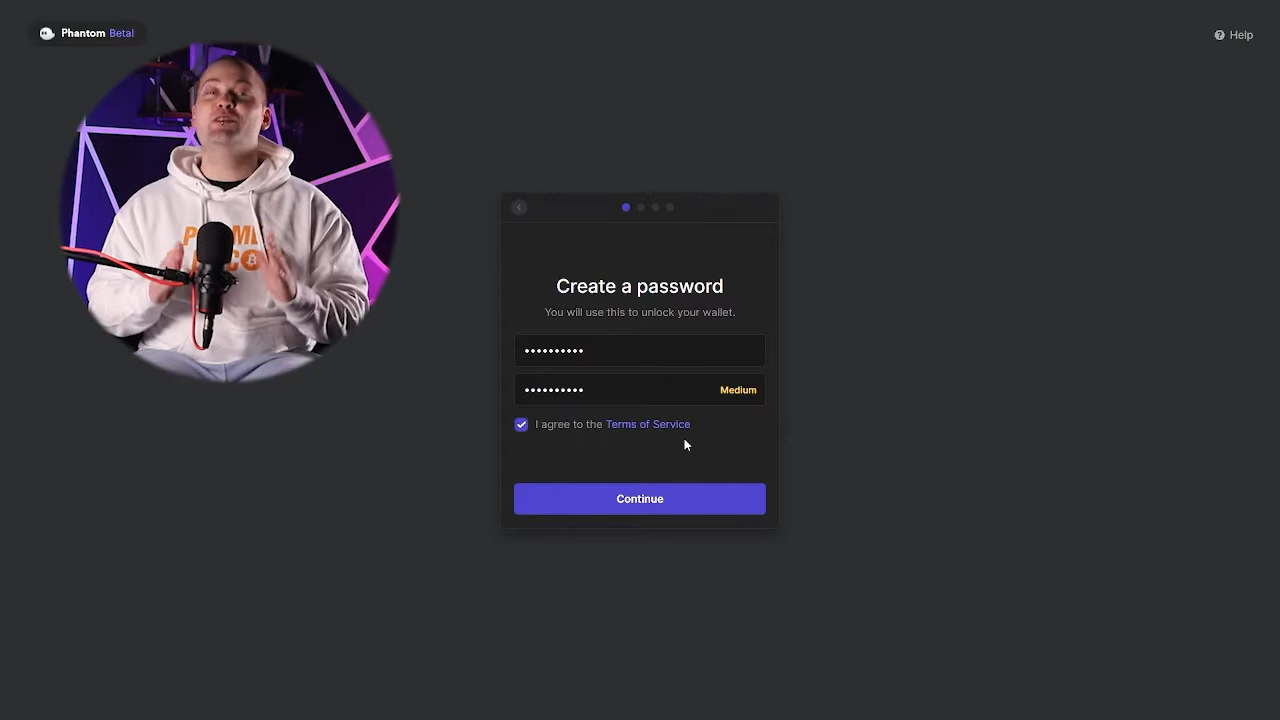 Phantom Beta!
Help
Create a password
You will use this to unlock your wallet.
••••••••••
•••••••••• Medium
I agree to the Terms of Service
Continue